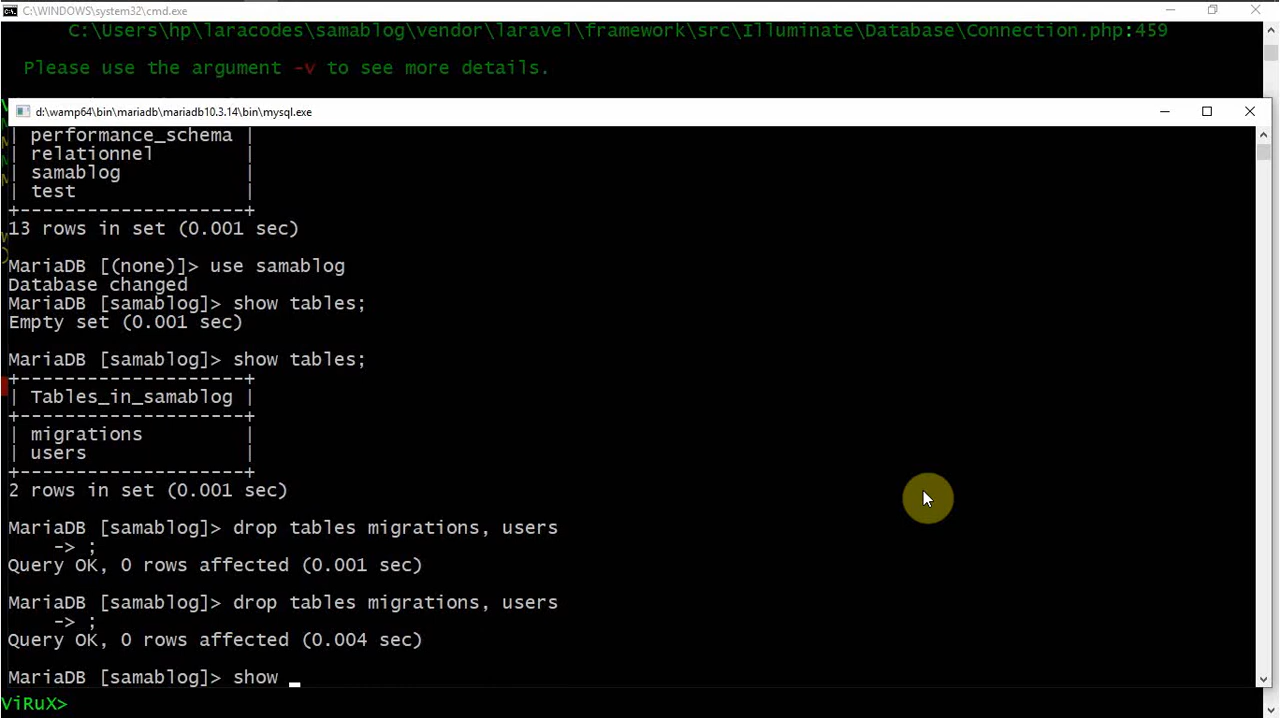 C:\WINDOWS\system32\cmd.exe
C:\Users\hp\laracodes\samablog\vendor\laravel\framework\src\Illuminate\Database\Connection.php:459
Please use the argument -v to see more details.
d:\wamp64\bin\mariadb\mariadb10.3.14\bin\mysql.exe
| performance_schema |
| relationnel        |
| samablog           |
| test               |
+--------------------+
13 rows in set (0.001 sec)
MariaDB [(none)]> use samablog
Database changed
MariaDB [samablog]> show tables;
Empty set (0.001 sec)
MariaDB [samablog]> show tables;
+--------------------+
| Tables_in_samablog |
+--------------------+
| migrations         |
| users              |
+--------------------+
2 rows in set (0.001 sec)
MariaDB [samablog]> drop tables migrations, users
    -> ;
Query OK, 0 rows affected (0.001 sec)
MariaDB [samablog]> drop tables migrations, users
    -> ;
Query OK, 0 rows affected (0.004 sec)
MariaDB [samablog]> show _
ViRuX>